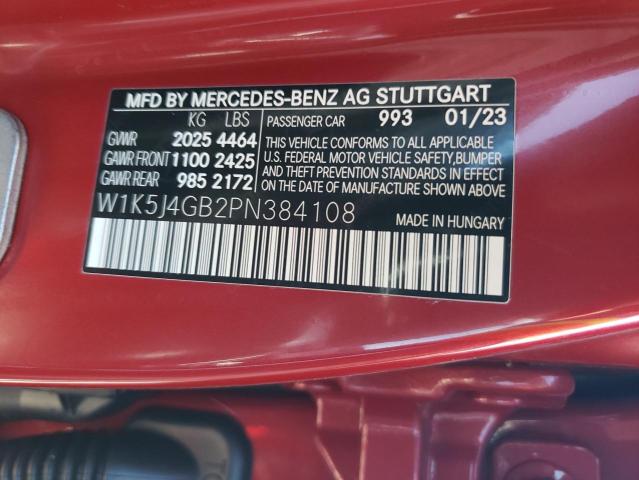 MFD BY MERCEDES-BENZ AG STUTTGART
KG LBS PASSENGER CAR 993 01/23
GVWR 2025 4464
GAWR FRONT 1100 2425
GAWR REAR 985 2172
THIS VEHICLE CONFORMS TO ALL APPLICABLE
U.S. FEDERAL MOTOR VEHICLE SAFETY, BUMPER
AND THEFT PREVENTION STANDARDS IN EFFECT
ON THE DATE OF MANUFACTURE SHOWN ABOVE.
W1K5J4GB2PN384108
MADE IN HUNGARY